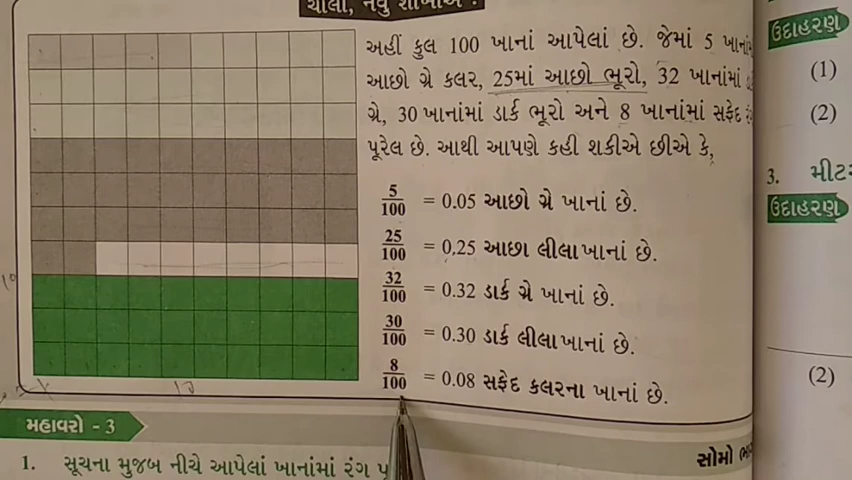 ચાલો, નવું શીખીએ :
અહીં કુલ 100 ખાનાં આપેલાં છે. જેમાં 5 ખાનાંમાં
આછો ગ્રે કલર, 25માં આછો ભૂરો, 32 ખાનાંમાં
ગ્રે, 30 ખાનાંમાં ડાર્ક ભૂરો અને 8 ખાનાંમાં સફેદ
પૂરેલ છે. આથી આપણે કહી શકીએ છીએ કે,
5/100 = 0.05 આછો ગ્રે ખાનાં છે.
25/100 = 0.25 આછા લીલા ખાનાં છે.
32/100 = 0.32 ડાર્ક ગ્રે ખાનાં છે.
30/100 = 0.30 ડાર્ક લીલા ખાનાં છે.
8/100 = 0.08 સફેદ કલરના ખાનાં છે.
10
10
મહાવરો - 3
1. સૂચના મુજબ નીચે આપેલાં ખાનાંમાં રંગ
સોમો
ઉદાહરણ
(1)
(2)
3.
ઉદાહરણ
(2)